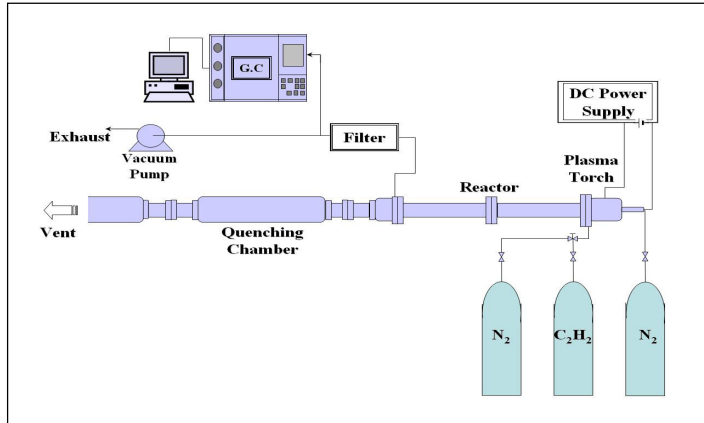 G.C
DC Power
Supply
Exhaust
Filter
Vacuum
Pump
Plasma
Torch
Reactor
Vent
Quenching
Chamber
N₂
C₂H₂
N₂